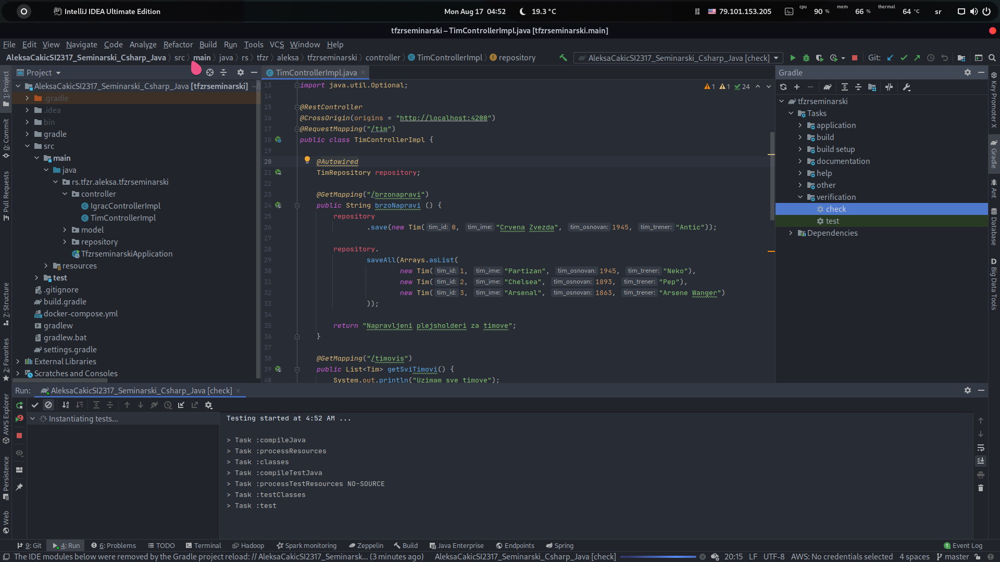 IntelliJ IDEA Ultimate Edition
Mon Aug 17 04:52
19.3 °C
79.101.153.205
cpu 90 %
mem 66 %
thermal 64 °C
sr
tfzrseminarski – TimControllerImpl.java [tfzrseminarski.main]
File Edit View Navigate Code Analyze Refactor Build Run Tools VCS Window Help
AleksaCakicSI2317_Seminarski_Csharp_Java src main java rs tfzr aleksa tfzrseminarski controller TimControllerImpl repository
AleksaCakicSI2317_Seminarski_Csharp_Java [check]
Git:
1: Project
0: Commit
Pull Requests
7: Structure
2: Favorites
AWS Explorer
Persistence
Web
Project
AleksaCakicSI2317_Seminarski_Csharp_Java [tfzrseminarski]
.gradle
.idea
bin
gradle
src
main
java
rs.tfzr.aleksa.tfzrseminarski
controller
IgracControllerImpl
TimControllerImpl
model
repository
TfzrseminarskiApplication
resources
test
.gitignore
build.gradle
docker-compose.yml
gradlew
gradlew.bat
settings.gradle
External Libraries
Scratches and Consoles
TimControllerImpl.java
1 1 24
13 import java.util.Optional;
14
15 @RestController
16 @CrossOrigin(origins = "http://localhost:4200")
17 @RequestMapping("/tim")
18 public class TimControllerImpl {
19
20 @Autowired
21 TimRepository repository;
22
23 @GetMapping("/brzonapravi")
24 public String brzoNapravi () {
25 repository
26 .save(new Tim( tim_id: 0, tim_ime: "Crvena Zvezda", tim_osnovan: 1945, tim_trener: "Antic"));
27
28 repository.
29 saveAll(Arrays.asList(
30 new Tim( tim_id: 1, tim_ime: "Partizan", tim_osnovan: 1945, tim_trener: "Neko"),
31 new Tim( tim_id: 2, tim_ime: "Chelsea", tim_osnovan: 1893, tim_trener: "Pep"),
32 new Tim( tim_id: 3, tim_ime: "Arsenal", tim_osnovan: 1863, tim_trener: "Arsene Wanger")
33 ));
34
35 return "Napravljeni plejsholderi za timove";
36 }
37
38 @GetMapping("/timovis")
39 public List<Tim> getSviTimovi() {
40 System.out.println("Uzimam sve timove");
Gradle
tfzrseminarski
Tasks
application
build
build setup
documentation
help
other
verification
check
test
Dependencies
Key Promoter X
Gradle
Ant
Database
D Big Data Tools
Run: AleksaCakicSI2317_Seminarski_Csharp_Java [check]
Instantiating tests...
Testing started at 4:52 AM ...
> Task :compileJava
> Task :processResources
> Task :classes
> Task :compileTestJava
> Task :processTestResources NO-SOURCE
> Task :testClasses
> Task :test
9: Git 4: Run 6: Problems TODO Terminal Hadoop Spark monitoring Zeppelin Build Java Enterprise Endpoints Spring 1 Event Log
The IDE modules below were removed by the Gradle project reload: // AleksaCakicSI2317_Seminarsk... (3 minutes ago) AleksaCakicSI2317_Seminarski_Csharp_Java [check] 20:15 LF UTF-8 AWS: No credentials selected 4 spaces master